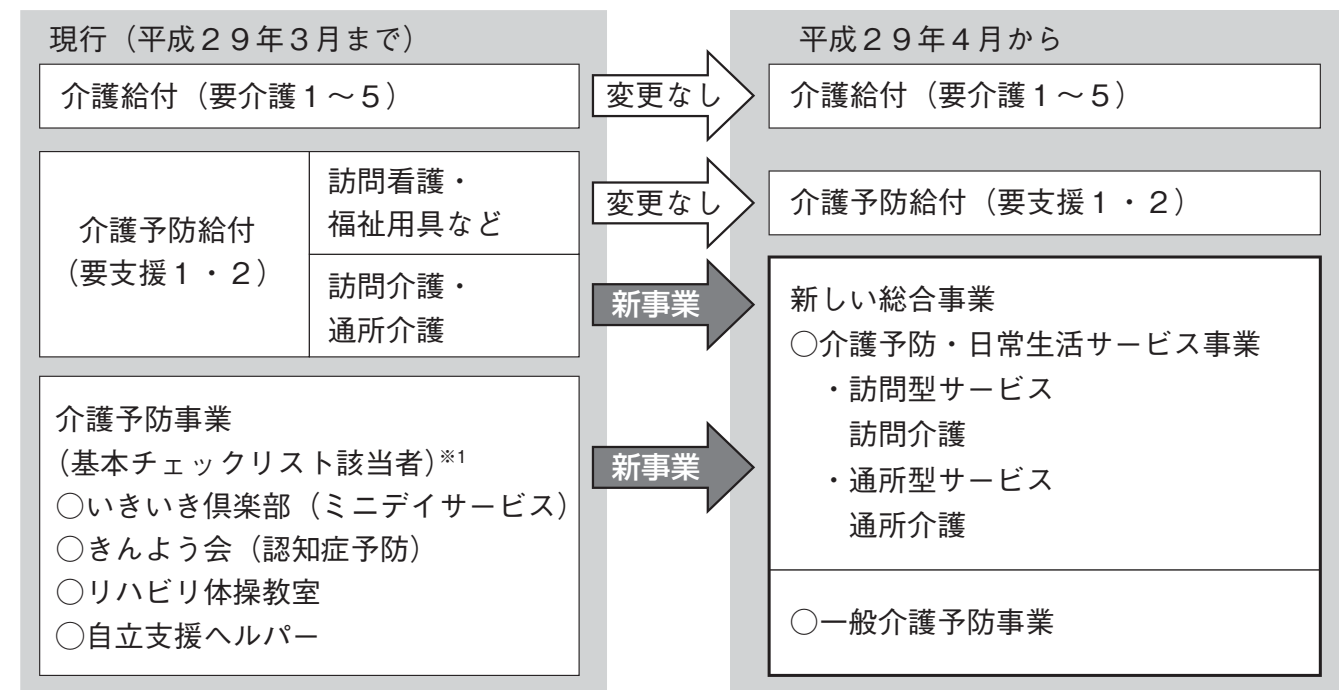 現行（平成２９年３月まで）
介護給付（要介護１～５）
介護予防給付
（要支援１・２）
訪問看護・
福祉用具など
訪問介護・
通所介護
介護予防事業
（基本チェックリスト該当者）※1
○いきいき倶楽部（ミニデイサービス）
○きんよう会（認知症予防）
○リハビリ体操教室
○自立支援ヘルパー
変更なし
変更なし
新事業
新事業
平成２９年４月から
介護給付（要介護１～５）
介護予防給付（要支援１・２）
新しい総合事業
○介護予防・日常生活サービス事業
・訪問型サービス
訪問介護
・通所型サービス
通所介護
○一般介護予防事業